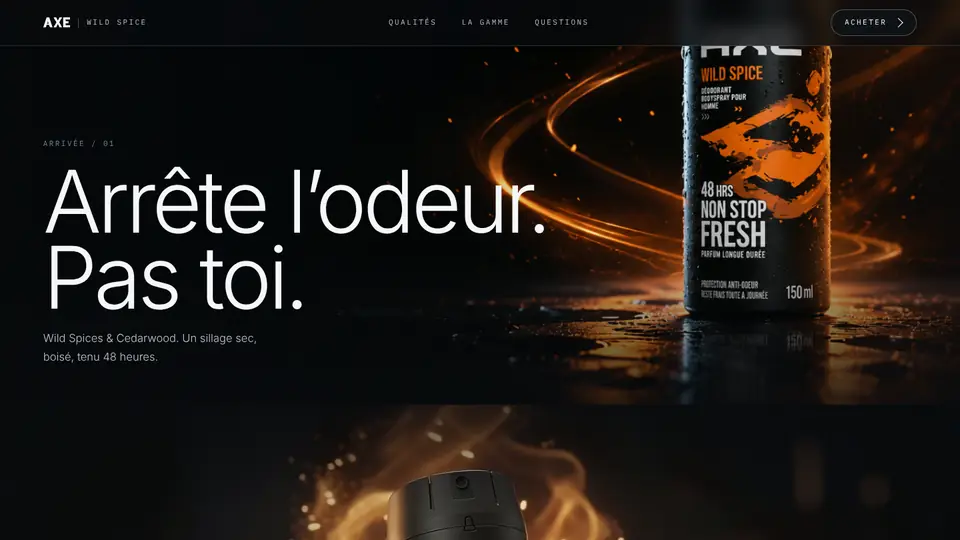 AXE
WILD SPICE
QUALITÉS
LA GAMME
QUESTIONS
ACHETER
ARRIVÉE / 01
Arrête l’odeur.
Pas toi.
Wild Spices & Cedarwood. Un sillage sec,
boisé, tenu 48 heures.
AXE
WILD SPICE
DÉODORANT
BODYSPRAY POUR
HOMME
48 HRS
NON STOP
FRESH
PARFUM LONGUE DURÉE
PROTECTION ANTI-ODEUR
RESTE FRAIS TOUTE A JOURNÉE
150 ml